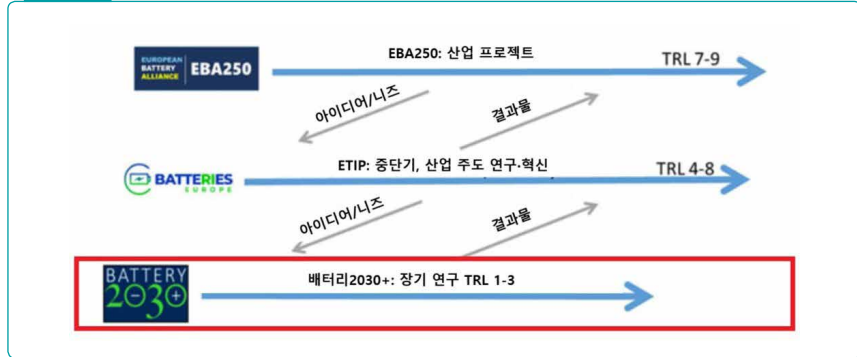 EUROPEAN
BATTERY
ALLIANCE
EBA250
EBA250: 산업 프로젝트
TRL 7-9
아이디어/니즈
결과물
BATTERIES
EUROPE
ETIP: 중단기, 산업 주도 연구·혁신
TRL 4-8
아이디어/니즈
결과물
BATTERY
2030+
배터리2030+: 장기 연구 TRL 1-3